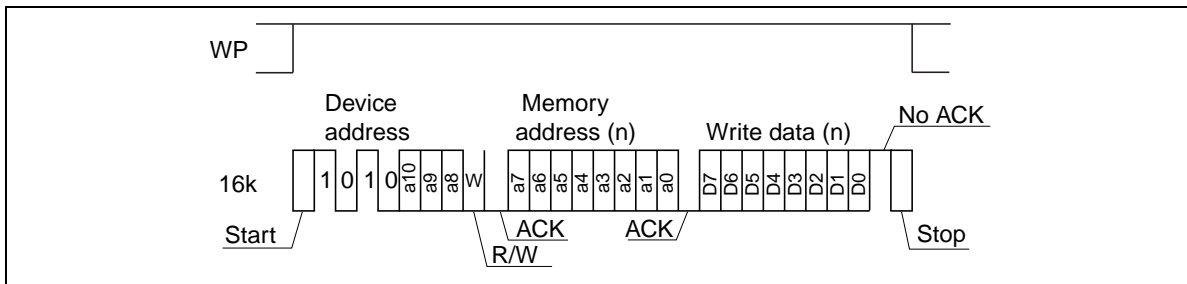 WP
Device
address
Memory
address (n)
Write data (n)
No ACK
16k
1 0 1 0 a10 a9 a8 W a7 a6 a5 a4 a3 a2 a1 a0 D7 D6 D5 D4 D3 D2 D1 D0
Start
ACK
ACK
Stop
R/W